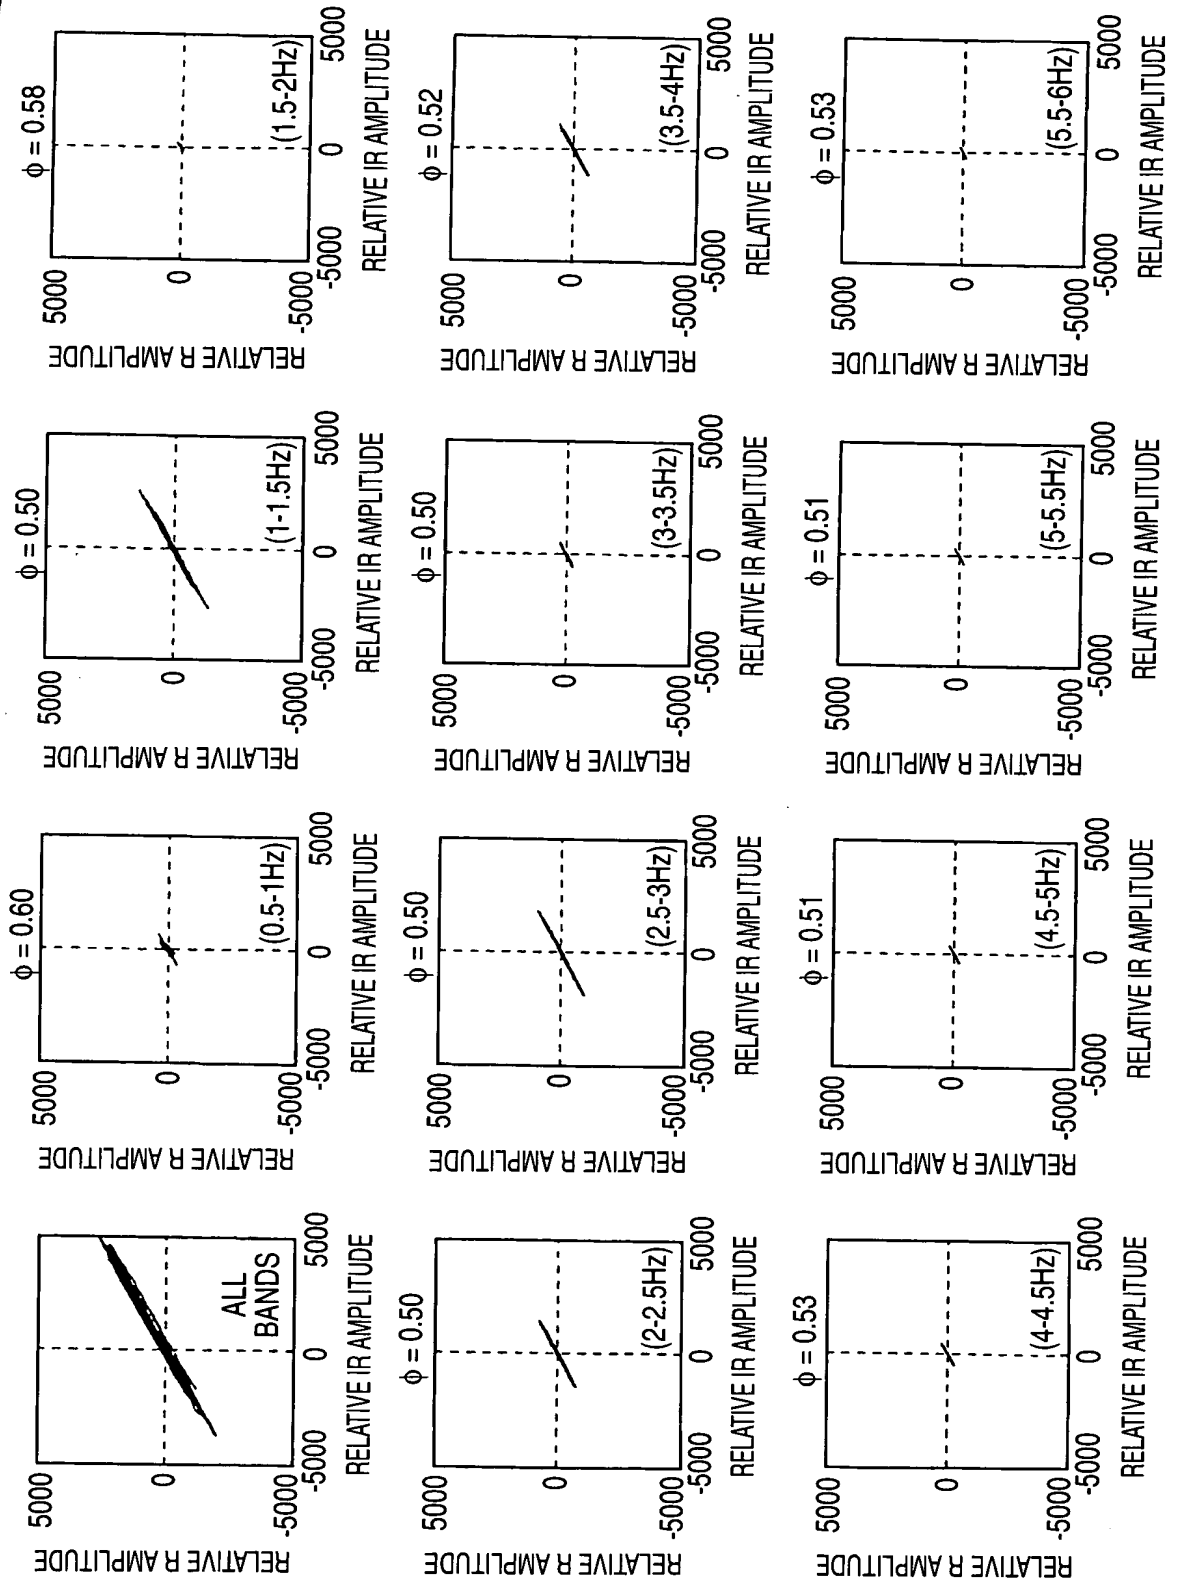 5000
0
-5000
RELATIVE R AMPLITUDE
ALL
BANDS
-5000 0 5000
RELATIVE IR AMPLITUDE
ϕ = 0.60
5000
0
-5000
RELATIVE R AMPLITUDE
(0.5-1Hz)
-5000 0 5000
RELATIVE IR AMPLITUDE
ϕ = 0.50
5000
0
-5000
RELATIVE R AMPLITUDE
(1-1.5Hz)
-5000 0 5000
RELATIVE IR AMPLITUDE
ϕ = 0.58
5000
0
-5000
RELATIVE R AMPLITUDE
(1.5-2Hz)
-5000 0 5000
RELATIVE IR AMPLITUDE
ϕ = 0.50
5000
0
-5000
RELATIVE R AMPLITUDE
(2-2.5Hz)
-5000 0 5000
RELATIVE IR AMPLITUDE
ϕ = 0.50
5000
0
-5000
RELATIVE R AMPLITUDE
(2.5-3Hz)
-5000 0 5000
RELATIVE IR AMPLITUDE
ϕ = 0.50
5000
0
-5000
RELATIVE R AMPLITUDE
(3-3.5Hz)
-5000 0 5000
RELATIVE IR AMPLITUDE
ϕ = 0.52
5000
0
-5000
RELATIVE R AMPLITUDE
(3.5-4Hz)
-5000 0 5000
RELATIVE IR AMPLITUDE
ϕ = 0.53
5000
0
-5000
RELATIVE R AMPLITUDE
(4-4.5Hz)
-5000 0 5000
RELATIVE IR AMPLITUDE
ϕ = 0.51
5000
0
-5000
RELATIVE R AMPLITUDE
(4.5-5Hz)
-5000 0 5000
RELATIVE IR AMPLITUDE
ϕ = 0.51
5000
0
-5000
RELATIVE R AMPLITUDE
(5-5.5Hz)
-5000 0 5000
RELATIVE IR AMPLITUDE
ϕ = 0.53
5000
0
-5000
RELATIVE R AMPLITUDE
(5.5-6Hz)
-5000 0 5000
RELATIVE IR AMPLITUDE